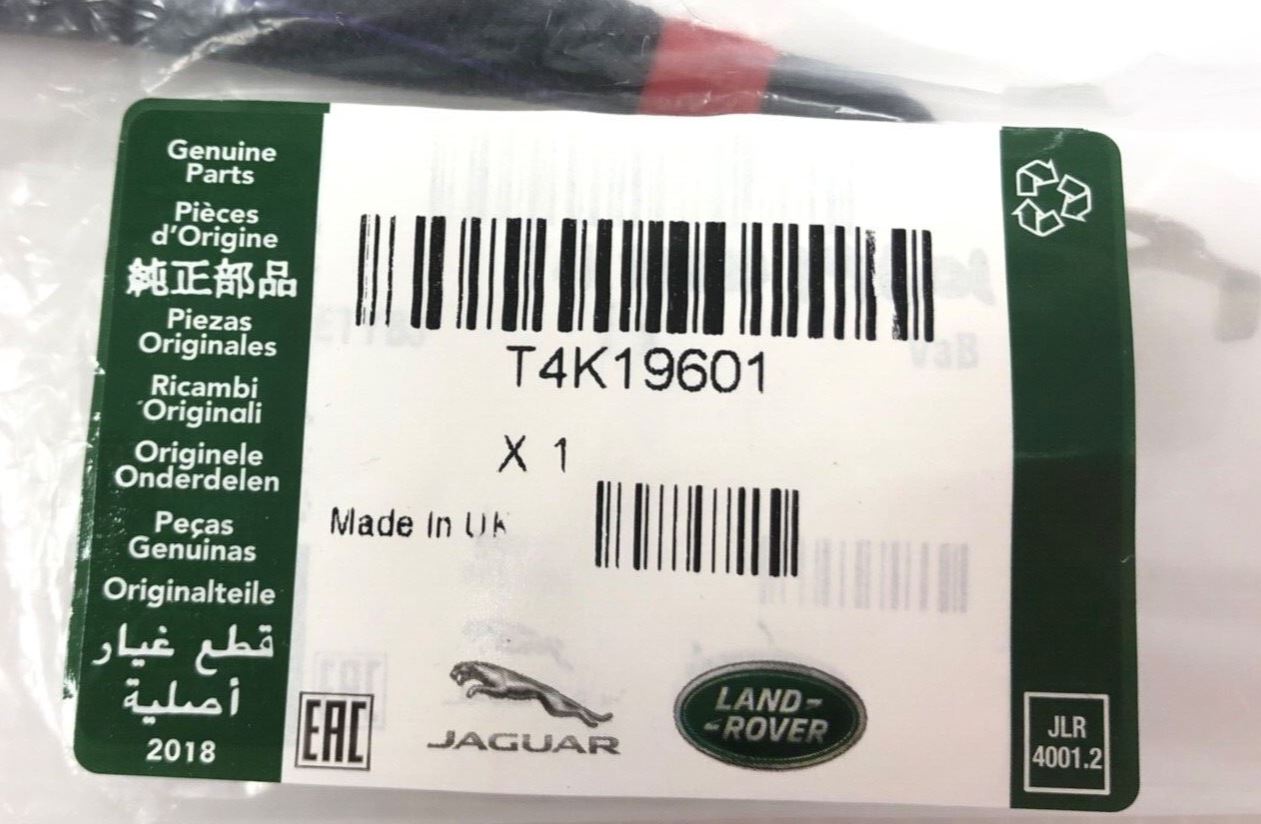 Genuine
Parts
Pièces
d'Origine
純正部品
Piezas
Originales
Ricambi
Originali
Originele
Onderdelen
Peças
Genuinas
Originalteile
قطع غيار
أصلية
2018
T4K19601
X 1
Made In UK
EAC
JAGUAR
LAND-
-ROVER
JLR
4001.2